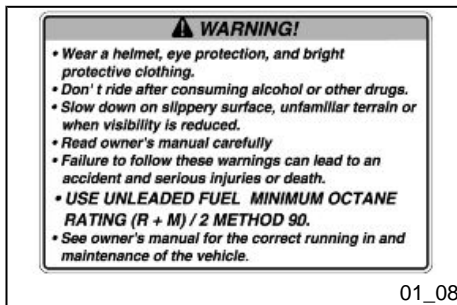 ⚠ WARNING!
• Wear a helmet, eye protection, and bright
protective clothing.
• Don' t ride after consuming alcohol or other drugs.
• Slow down on slippery surface, unfamiliar terrain or
when visibility is reduced.
• Read owner's manual carefully
• Failure to follow these warnings can lead to an
accident and serious injuries or death.
• USE UNLEADED FUEL MINIMUM OCTANE
RATING (R + M) / 2 METHOD 90.
• See owner's manual for the correct running in and
maintenance of the vehicle.
01_08